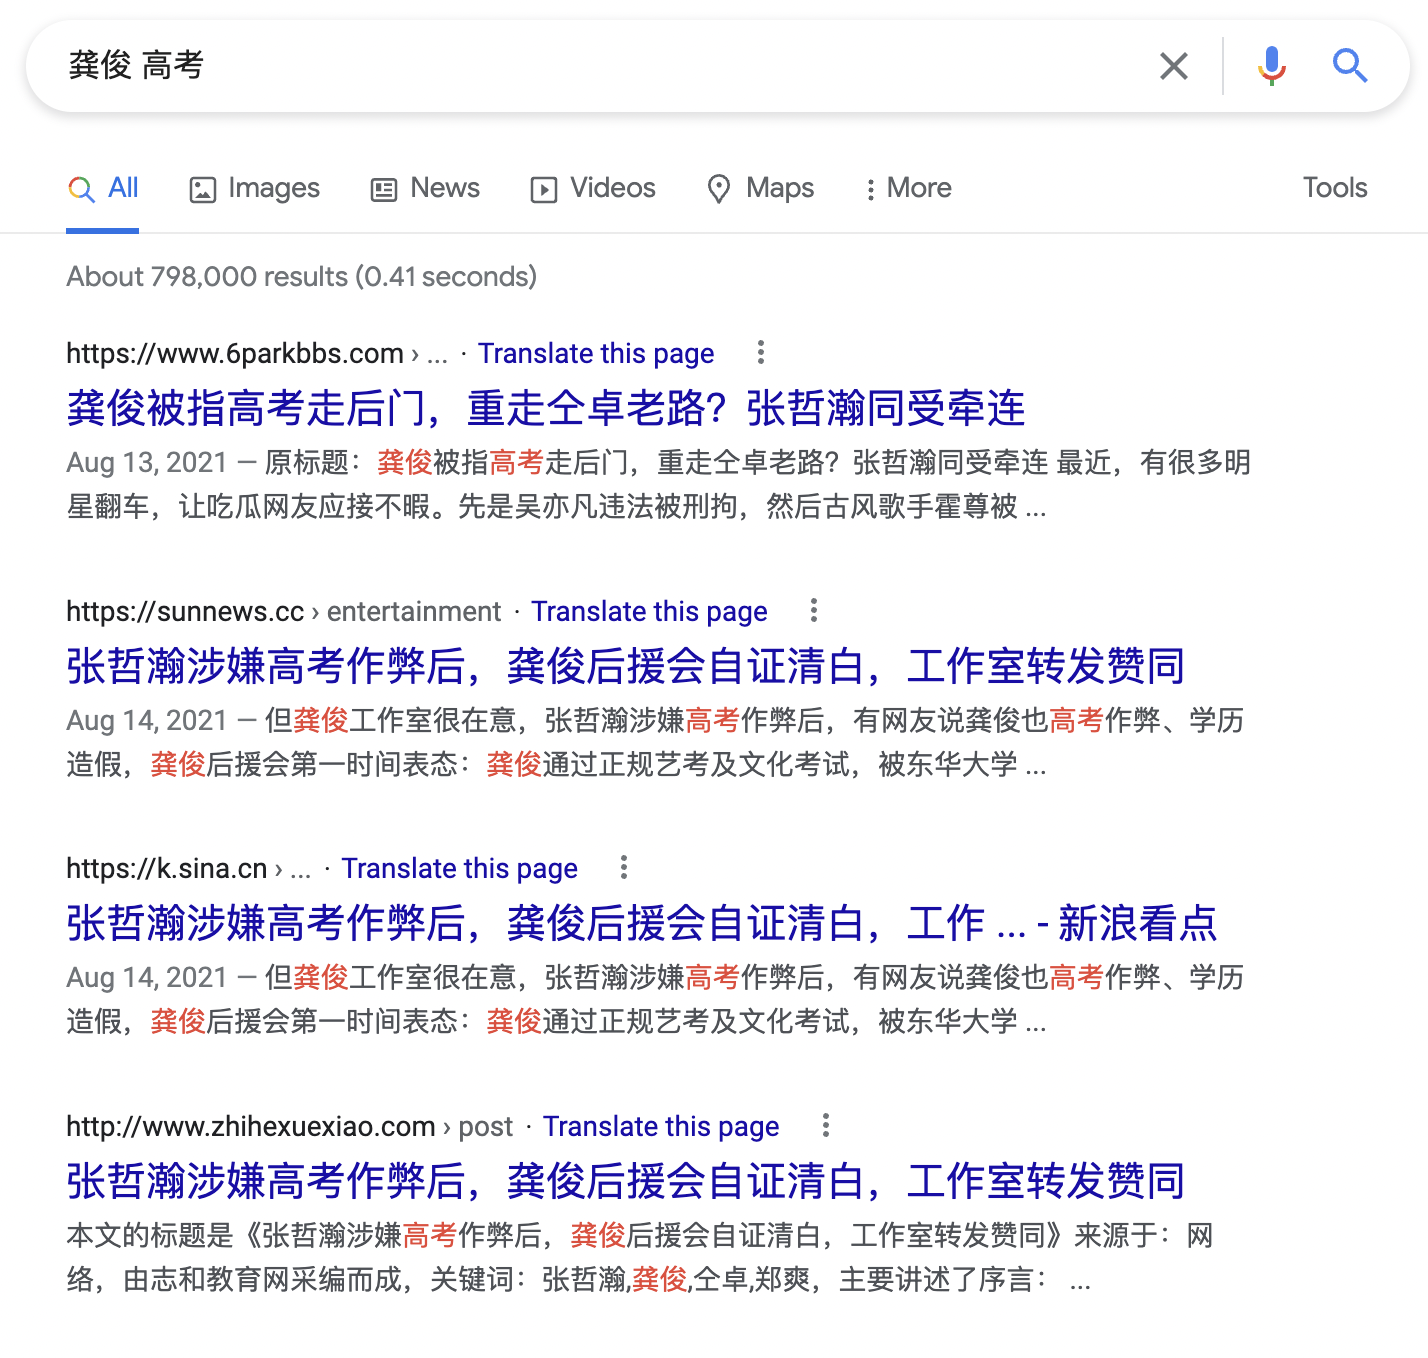 龚俊 高考
All Images News Videos Maps More Tools
About 798,000 results (0.41 seconds)
https://www.6parkbbs.com › ... · Translate this page
龚俊被指高考走后门，重走仝卓老路？张哲瀚同受牵连
Aug 13, 2021 — 原标题：龚俊被指高考走后门，重走仝卓老路？张哲瀚同受牵连 最近，有很多明
星翻车，让吃瓜网友应接不暇。先是吴亦凡违法被刑拘，然后古风歌手霍尊被 ...
https://sunnews.cc › entertainment · Translate this page
张哲瀚涉嫌高考作弊后，龚俊后援会自证清白，工作室转发赞同
Aug 14, 2021 — 但龚俊工作室很在意，张哲瀚涉嫌高考作弊后，有网友说龚俊也高考作弊、学历
造假，龚俊后援会第一时间表态：龚俊通过正规艺考及文化考试，被东华大学 ...
https://k.sina.cn › ... · Translate this page
张哲瀚涉嫌高考作弊后，龚俊后援会自证清白，工作 ... - 新浪看点
Aug 14, 2021 — 但龚俊工作室很在意，张哲瀚涉嫌高考作弊后，有网友说龚俊也高考作弊、学历
造假，龚俊后援会第一时间表态：龚俊通过正规艺考及文化考试，被东华大学 ...
http://www.zhihexuexiao.com › post · Translate this page
张哲瀚涉嫌高考作弊后，龚俊后援会自证清白，工作室转发赞同
本文的标题是《张哲瀚涉嫌高考作弊后，龚俊后援会自证清白，工作室转发赞同》来源于：网
络，由志和教育网采编而成，关键词：张哲瀚,龚俊,仝卓,郑爽，主要讲述了序言： ...